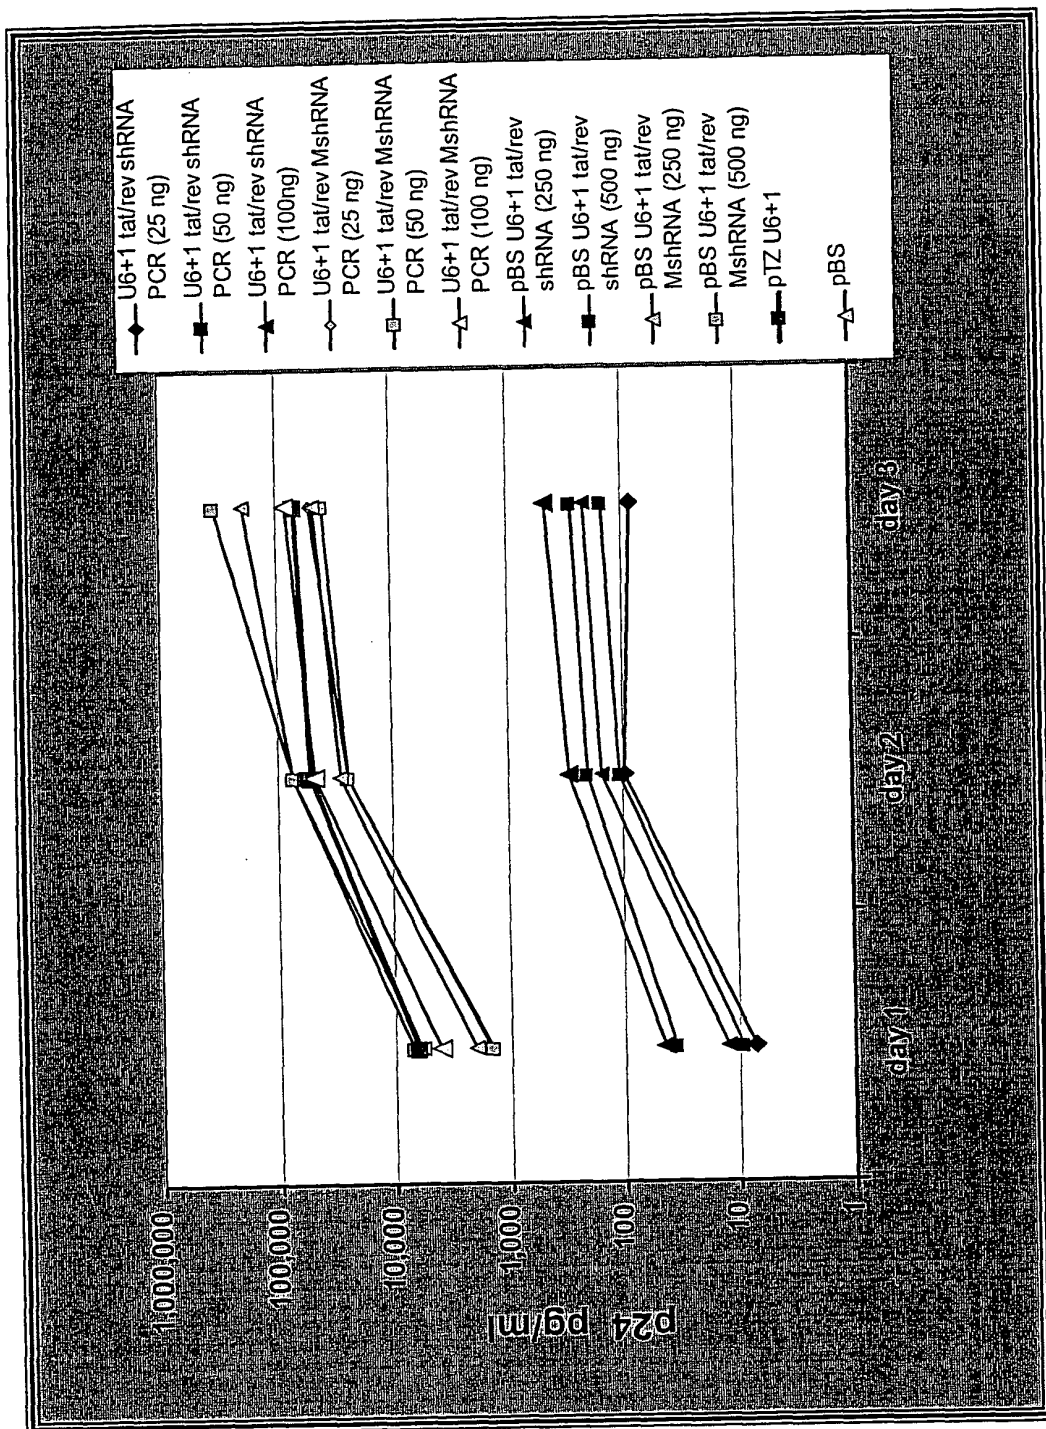 p24 pg/ml
1,000,000
100,000
10,000
1,000
100
10
1
day 1
day 2
day 3
U6+1 tat/rev shRNA
PCR (25 ng)
U6+1 tat/rev shRNA
PCR (50 ng)
U6+1 tat/rev shRNA
PCR (100ng)
U6+1 tat/rev MshRNA
PCR (25 ng)
U6+1 tat/rev MshRNA
PCR (50 ng)
U6+1 tat/rev MshRNA
PCR (100 ng)
pBS U6+1 tat/rev
shRNA (250 ng)
pBS U6+1 tat/rev
shRNA (500 ng)
pBS U6+1 tat/rev
MshRNA (250 ng)
pBS U6+1 tat/rev
MshRNA (500 ng)
pTZ U6+1
pBS